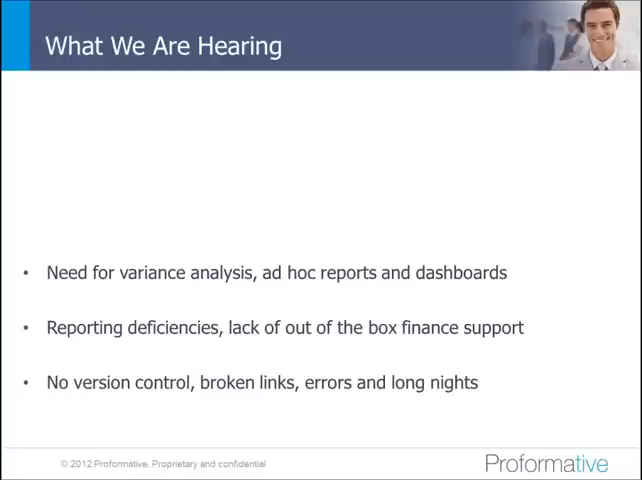 What We Are Hearing
• Need for variance analysis, ad hoc reports and dashboards
• Reporting deficiencies, lack of out of the box finance support
• No version control, broken links, errors and long nights
© 2012 Proformative. Proprietary and confidential
Proformative